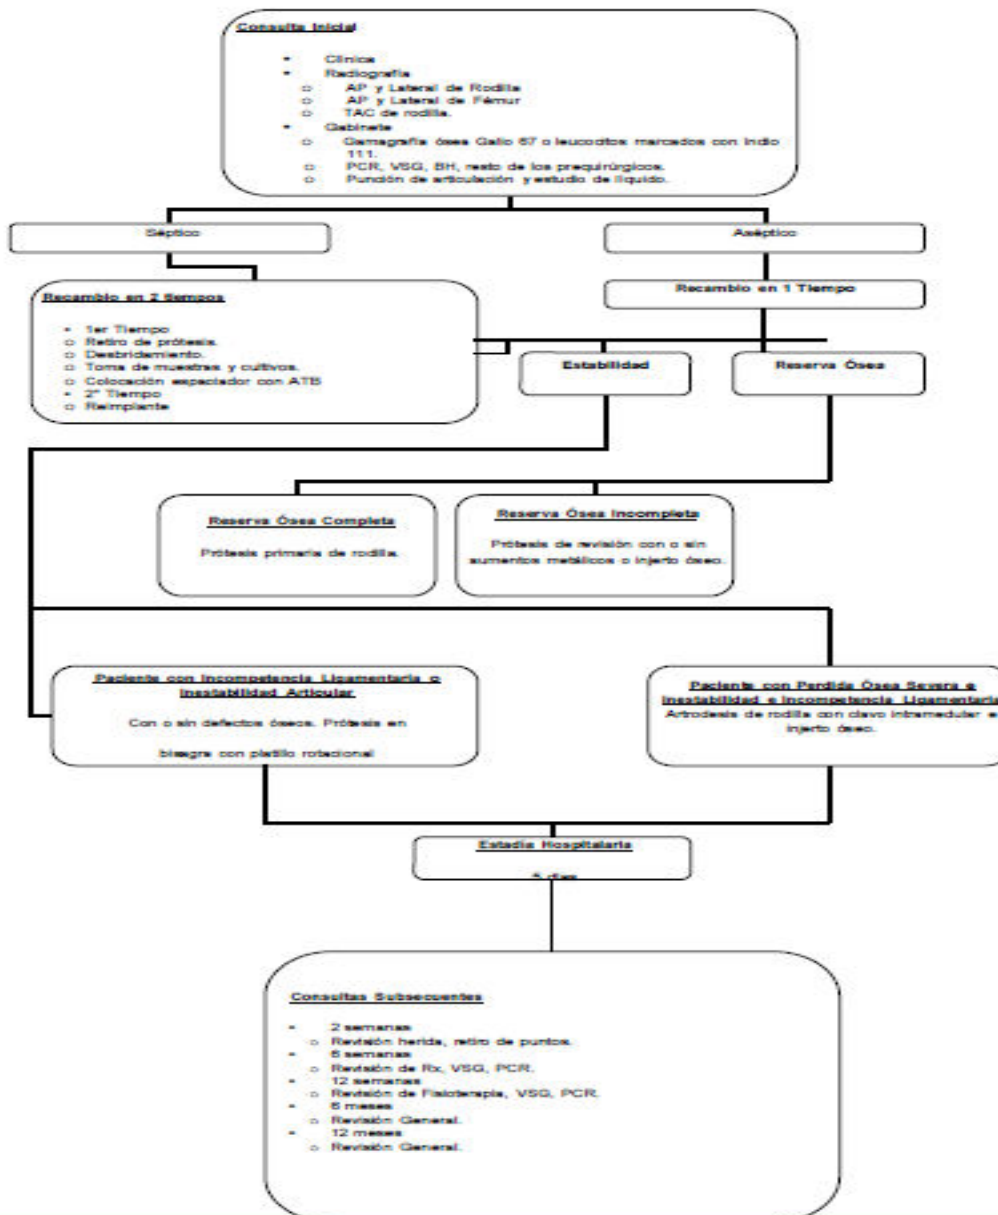 Consulta Inicial
• Clínica
• Radiografía
o AP y Lateral de Rodilla
o AP y Lateral de Fémur
o TAC de rodilla.
• Gabinete
o Gamagrafía ósea Galio 67 o leucocitos marcados con Indio
111.
o PCR, VSG, BH, resto de los prequirúrgicos.
o Punción de articulación y estudio de líquido.
Séptico
Aséptico
Recambio en 2 tiempos
• 1er Tiempo
o Retiro de prótesis.
o Desbridamiento.
o Toma de muestras y cultivos.
o Colocación espaciador con ATB
• 2º Tiempo
o Reimplante
Recambio en 1 Tiempo
Estabilidad
Reserva Ósea
Reserva Ósea Completa
Prótesis primaria de rodilla.
Reserva Ósea Incompleta
Prótesis de revisión con o sin
aumentos metálicos o injerto óseo.
Paciente con Incompetencia Ligamentaria o
Inestabilidad Articular
Con o sin defectos óseos. Prótesis en
bisagra con platillo rotacional
Paciente con Perdida Ósea Severa e
Inestabilidad e Incompetencia Ligamentaria
Artrodesis de rodilla con clavo intramedular e
injerto óseo.
Estadía Hospitalaria
5 días
Consultas Subsecuentes
- 2 semanas
o Revisión herida, retiro de puntos.
- 6 semanas
o Revisión de Rx, VSG, PCR.
- 12 semanas
o Revisión de Fisioterapia, VSG, PCR.
- 6 meses
o Revisión General.
- 12 meses
o Revisión General.